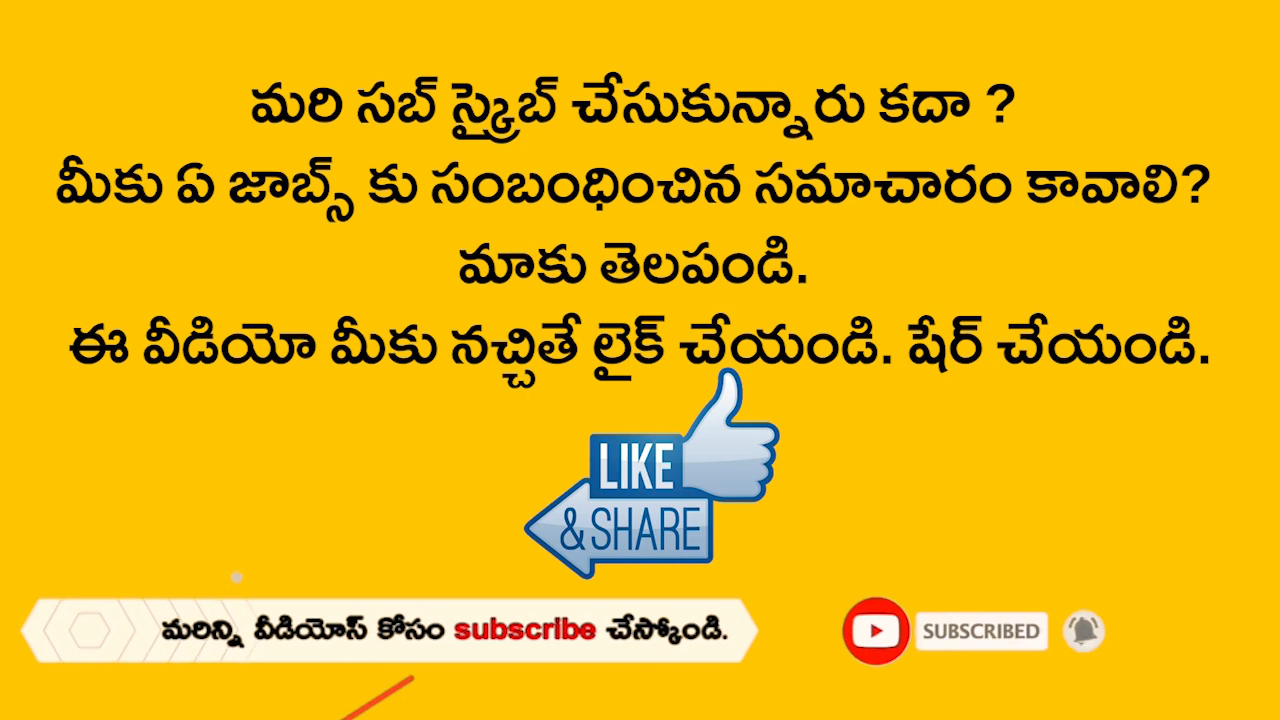 మరి సబ్ స్క్రైబ్ చేసుకున్నారు కదా ?
మీకు ఏ జాబ్స్ కు సంబంధించిన సమాచారం కావాలి?
మాకు తెలపండి.
ఈ వీడియో మీకు నచ్చితే లైక్ చేయండి. షేర్ చేయండి.
LIKE
& SHARE
మరిన్ని వీడియోస్ కోసం subscribe చేస్కోండి.
SUBSCRIBED